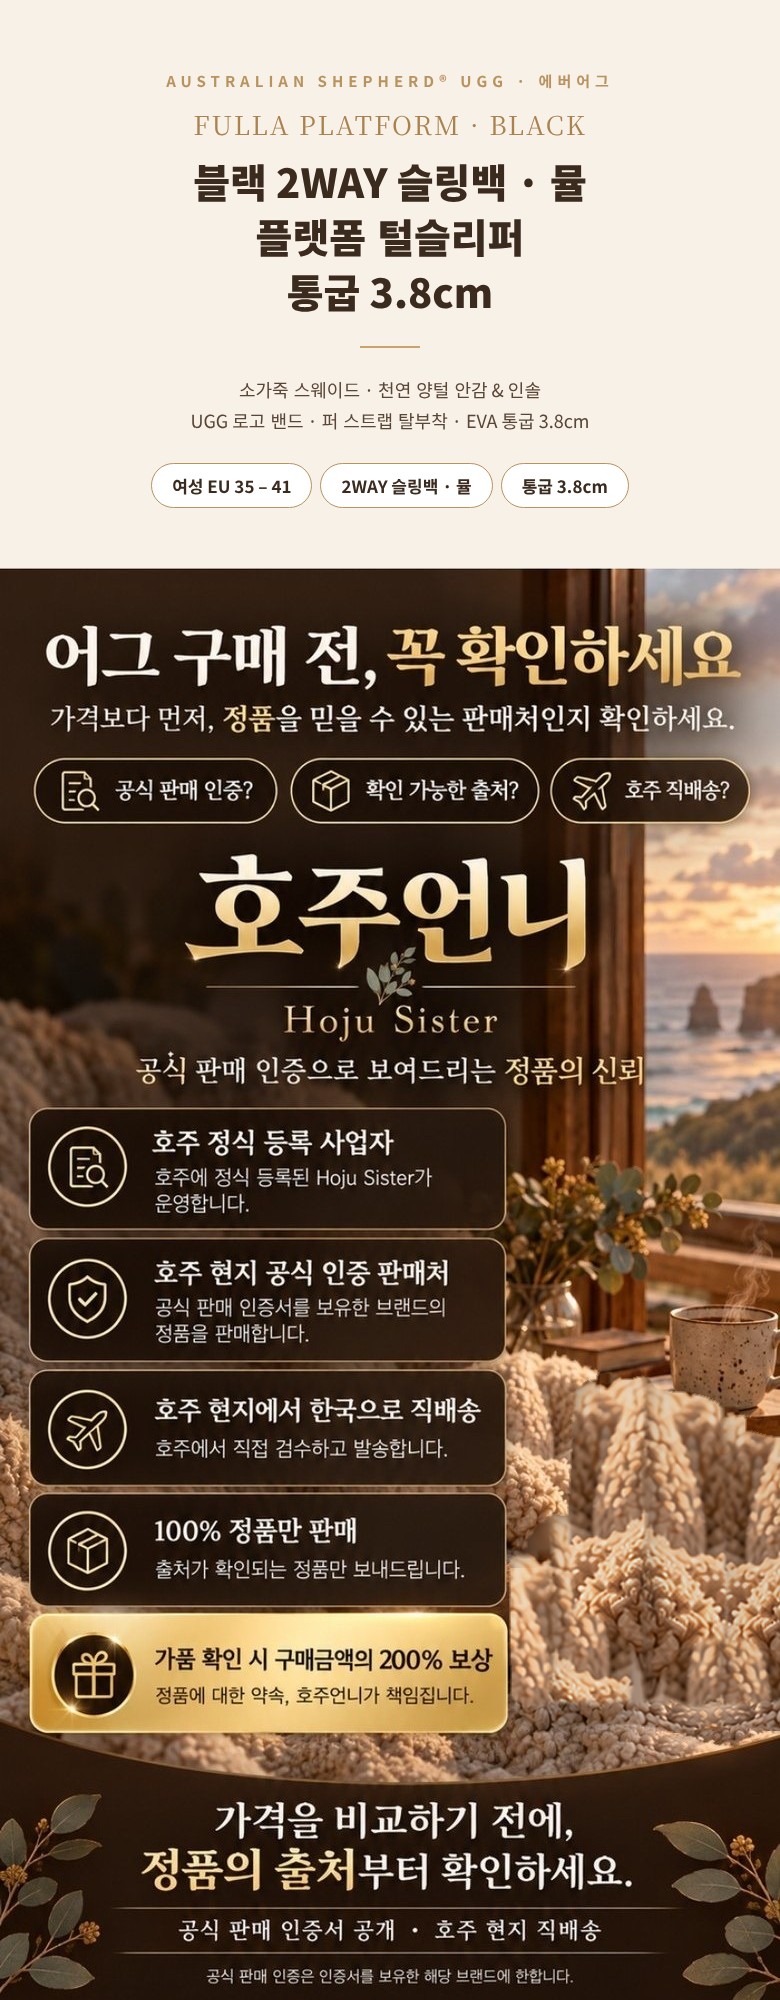 AUSTRALIAN SHEPHERD® UGG · 에버어그
FULLA PLATFORM · BLACK
블랙 2WAY 슬링백 · 뮬
플랫폼 털슬리퍼
통굽 3.8cm
소가죽 스웨이드 · 천연 양털 안감 & 인솔
UGG 로고 밴드 · 퍼 스트랩 탈부착 · EVA 통굽 3.8cm
여성 EU 35 – 41
2WAY 슬링백 · 뮬
통굽 3.8cm
어그 구매 전, 꼭 확인하세요
가격보다 먼저, 정품을 믿을 수 있는 판매처인지 확인하세요.
공식 판매 인증?
확인 가능한 출처?
호주 직배송?
호주언니
Hoju Sister
공식 판매 인증으로 보여드리는 정품의 신뢰
호주 정식 등록 사업자
호주에 정식 등록된 Hoju Sister가
운영합니다.
호주 현지 공식 인증 판매처
공식 판매 인증서를 보유한 브랜드의
정품을 판매합니다.
호주 현지에서 한국으로 직배송
호주에서 직접 검수하고 발송합니다.
100% 정품만 판매
출처가 확인되는 정품만 보내드립니다.
가품 확인 시 구매금액의 200% 보상
정품에 대한 약속, 호주언니가 책임집니다.
가격을 비교하기 전에,
정품의 출처부터 확인하세요.
공식 판매 인증서 공개 · 호주 현지 직배송
공식 판매 인증은 인증서를 보유한 해당 브랜드에 한합니다.